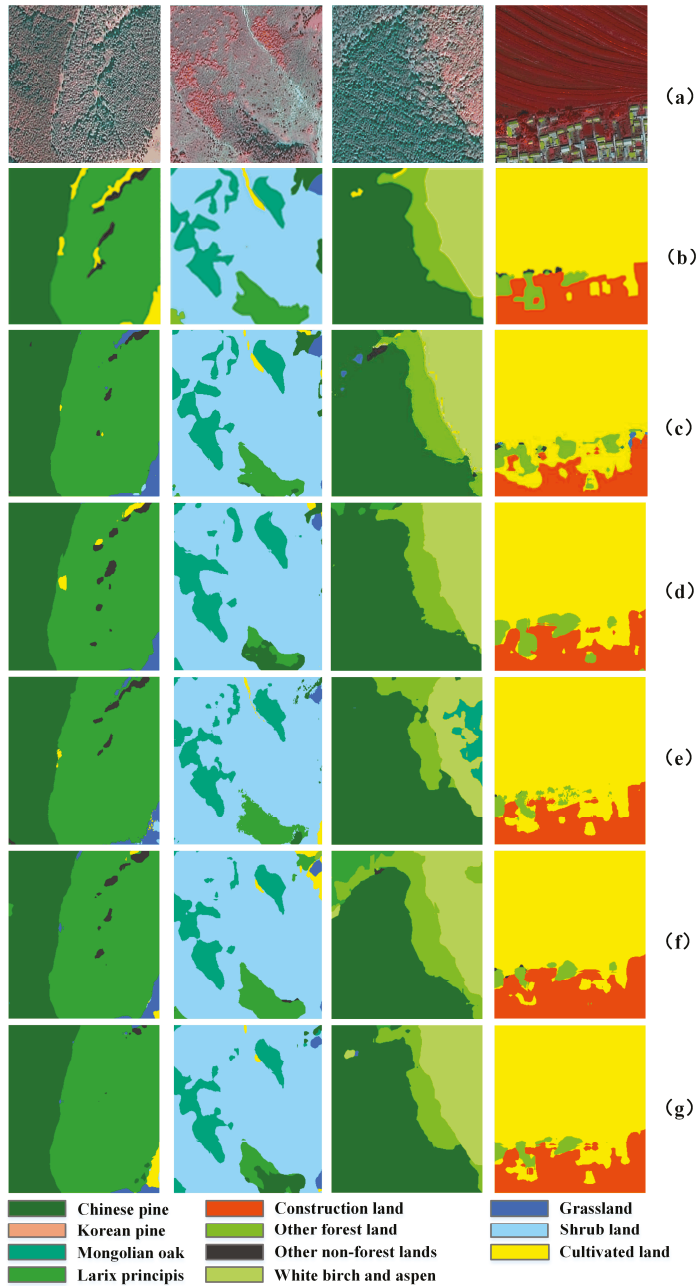 (a)
(b)
(c)
(d)
(e)
(f)
(g)
Chinese pine
Construction land
Grassland
Korean pine
Other forest land
Shrub land
Mongolian oak
Other non-forest lands
Cultivated land
Larix principis
White birch and aspen